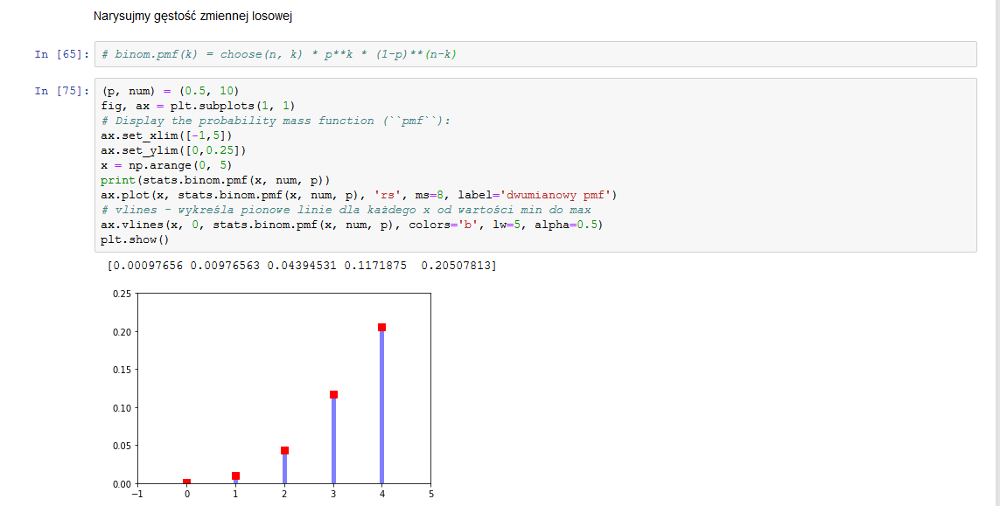 Narysujmy gęstość zmiennej losowej
In [65]: # binom.pmf(k) = choose(n, k) * p**k * (1-p)**(n-k)
In [75]: (p, num) = (0.5, 10)
fig, ax = plt.subplots(1, 1)
# Display the probability mass function (``pmf``):
ax.set_xlim([-1,5])
ax.set_ylim([0,0.25])
x = np.arange(0, 5)
print(stats.binom.pmf(x, num, p))
ax.plot(x, stats.binom.pmf(x, num, p), 'rs', ms=8, label='dwumianowy pmf')
# vlines - wykreśla pionowe linie dla każdego x od wartości min do max
ax.vlines(x, 0, stats.binom.pmf(x, num, p), colors='b', lw=5, alpha=0.5)
plt.show()
[0.00097656 0.00976563 0.04394531 0.1171875  0.20507813]
0.25
0.20
0.15
0.10
0.05
0.00
−1 0 1 2 3 4 5